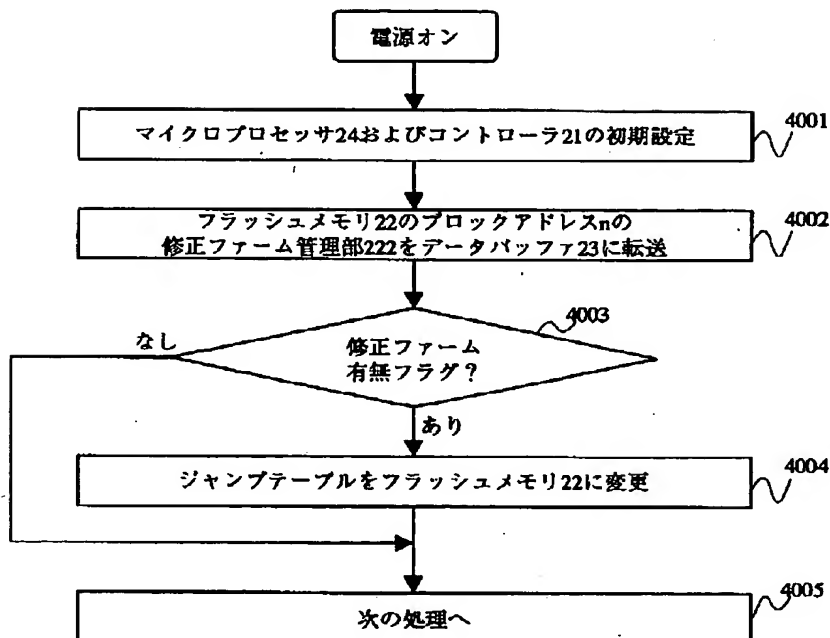 電源オン
マイクロプロセッサ24およびコントローラ21の初期設定
4001
フラッシュメモリ22のブロックアドレスnの
修正ファーム管理部222をデータバッファ23に転送
4002
4003
なし
修正ファーム
有無フラグ?
あり
ジャンプテーブルをフラッシュメモリ22に変更
4004
次の処理へ
4005